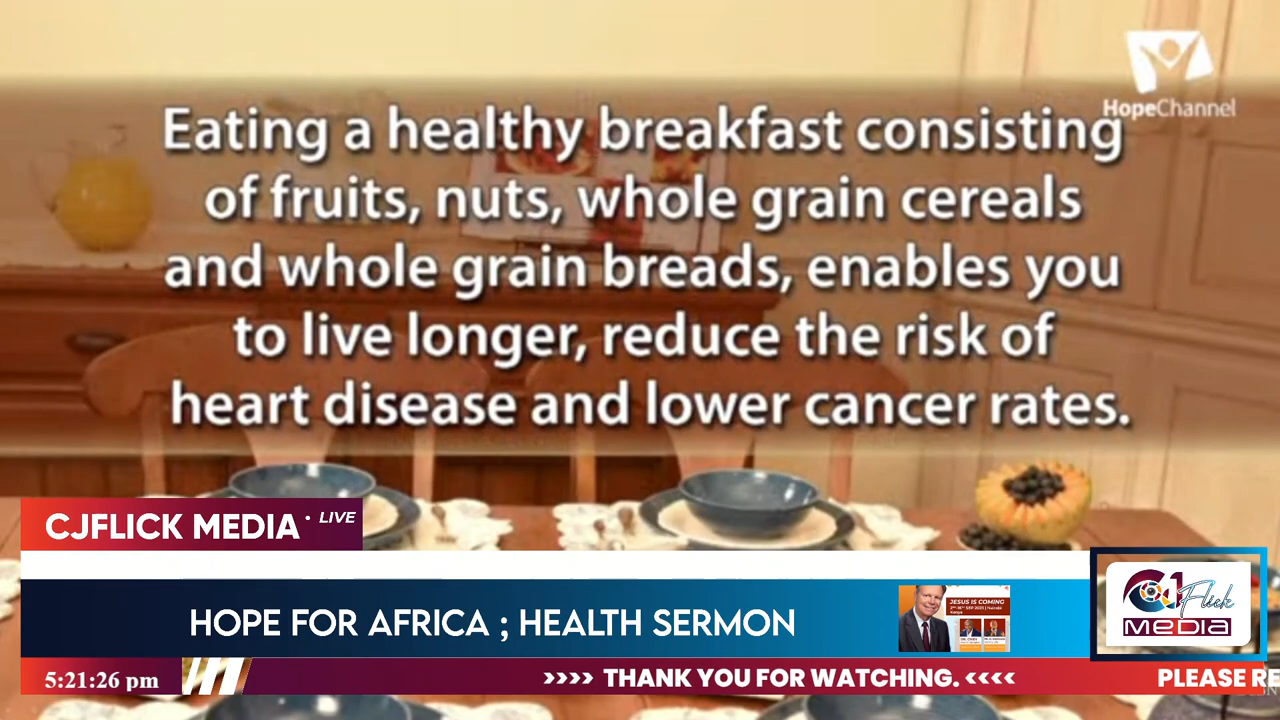 HopeChannel
Eating a healthy breakfast consisting
of fruits, nuts, whole grain cereals
and whole grain breads, enables you
to live longer, reduce the risk of
heart disease and lower cancer rates.
CJFLICK MEDIA • LIVE
HOPE FOR AFRICA ; HEALTH SERMON
JESUS IS COMING
Flick
MEDIA
5:21:26 pm
>>>> THANK YOU FOR WATCHING. <<<<
PLEASE RE